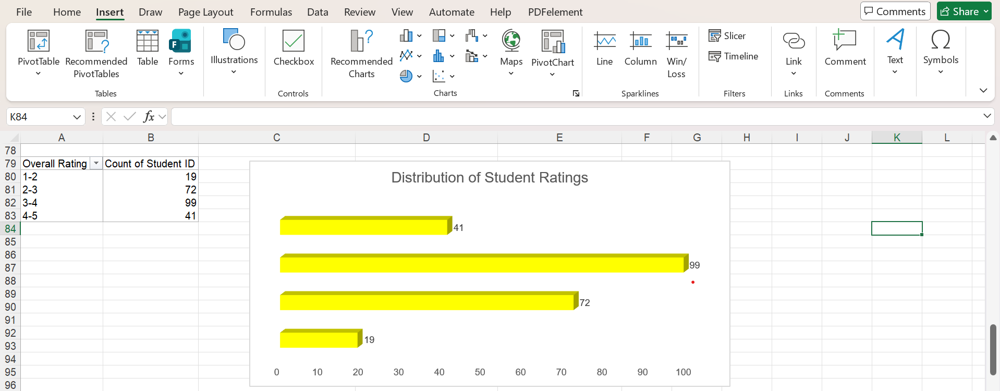 File Home Insert Draw Page Layout Formulas Data Review View Automate Help PDFelement Comments Share
PivotTable
Recommended
PivotTables
Table
Forms
Tables
Illustrations
Checkbox
Controls
Recommended
Charts
Maps
PivotChart
Charts
Line
Column
Win/
Loss
Sparklines
Slicer
Timeline
Filters
Link
Links
Comment
Comments
Text
Symbols
K84 fx
A B C D E F G H I J K L
78
79 Overall Rating Count of Student ID
80 1-2 19
81 2-3 72
82 3-4 99
83 4-5 41
84
85
86
87
88
89
90
91
92
93
94
95
96
Distribution of Student Ratings
41
99
72
19
0 10 20 30 40 50 60 70 80 90 100